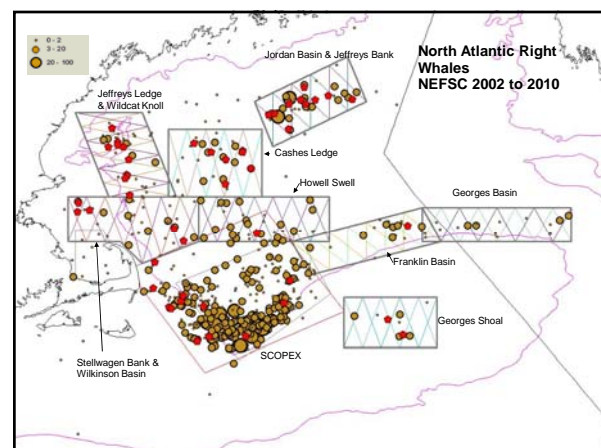 0 - 2
3 - 20
20 - 100
Jordan Basin & Jeffreys Bank
North Atlantic Right
Whales
NEFSC 2002 to 2010
Jeffreys Ledge
& Wildcat Knoll
Cashes Ledge
Howell Swell
Georges Basin
Franklin Basin
Georges Shoal
SCOPEX
Stellwagen Bank &
Wilkinson Basin